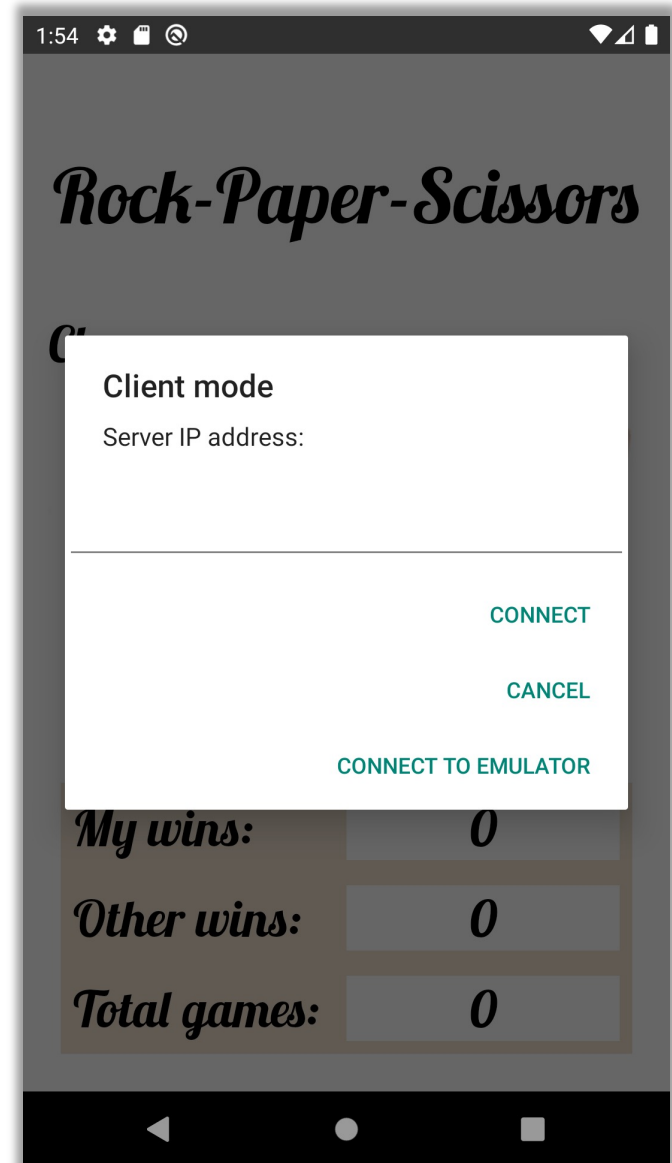 1:54
Rock-Paper-Scissors
Client mode
Server IP address:
CONNECT
CANCEL
CONNECT TO EMULATOR
My wins: 0
Other wins: 0
Total games: 0